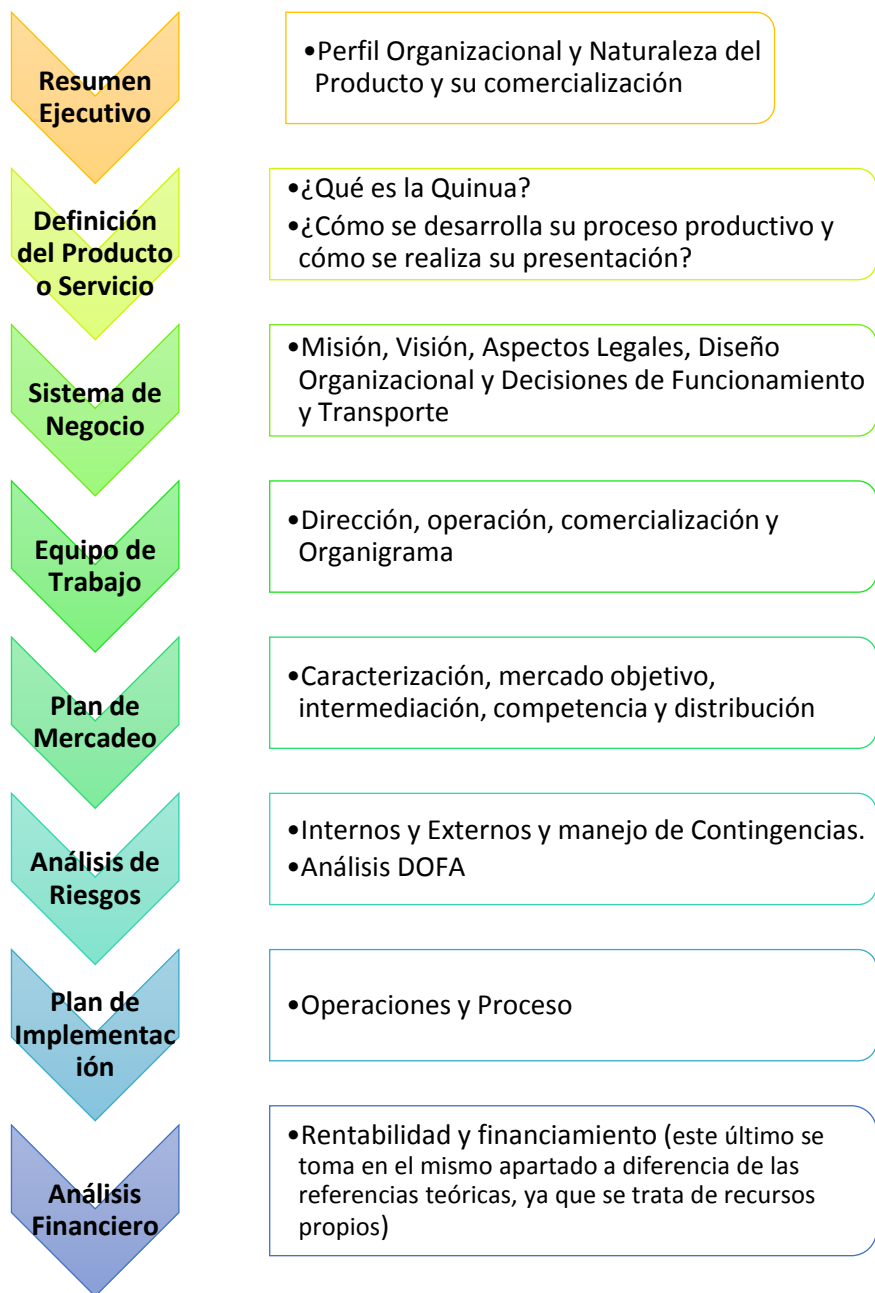 Resumen
Ejecutivo
•Perfil Organizacional y Naturaleza del
Producto y su comercialización
Definición
del Producto
o Servicio
•¿Qué es la Quinua?
•¿Cómo se desarrolla su proceso productivo y
cómo se realiza su presentación?
Sistema de
Negocio
•Misión, Visión, Aspectos Legales, Diseño
Organizacional y Decisiones de Funcionamiento
y Transporte
Equipo de
Trabajo
•Dirección, operación, comercialización y
Organigrama
Plan de
Mercadeo
•Caracterización, mercado objetivo,
intermediación, competencia y distribución
Análisis de
Riesgos
•Internos y Externos y manejo de Contingencias.
•Análisis DOFA
Plan de
Implementac
ión
•Operaciones y Proceso
Análisis
Financiero
•Rentabilidad y financiamiento (este último se
toma en el mismo apartado a diferencia de las
referencias teóricas, ya que se trata de recursos
propios)